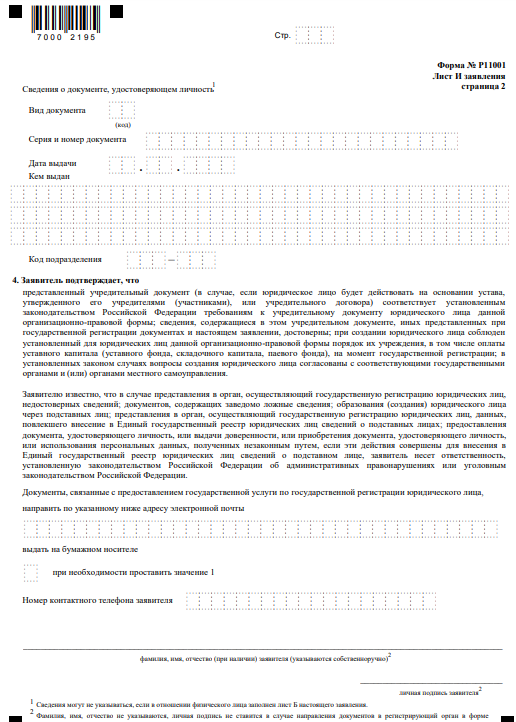 7000 2195
Стр.
Форма № Р11001
Лист И заявления
страница 2
Сведения о документе, удостоверяющем личность1
Вид документа
(код)
Серия и номер документа
Дата выдачи
. .
Кем выдан
Код подразделения –
4. Заявитель подтверждает, что
представленный учредительный документ (в случае, если юридическое лицо будет действовать на основании устава,
утвержденного его учредителями (участниками), или учредительного договора) соответствует установленным
законодательством Российской Федерации требованиям к учредительному документу юридического лица данной
организационно-правовой формы; сведения, содержащиеся в этом учредительном документе, иных представленных при
государственной регистрации документах и настоящем заявлении, достоверны; при создании юридического лица соблюден
установленный для юридических лиц данной организационно-правовой формы порядок их учреждения, в том числе оплаты
уставного капитала (уставного фонда, складочного капитала, паевого фонда), на момент государственной регистрации; в
установленных законом случаях вопросы создания юридического лица согласованы с соответствующими государственными
органами и (или) органами местного самоуправления.
Заявителю известно, что в случае представления в орган, осуществляющий государственную регистрацию юридических лиц,
недостоверных сведений; документов, содержащих заведомо ложные сведения; образования (создания) юридического лица
через подставных лиц; представления в орган, осуществляющий государственную регистрацию юридических лиц, данных,
повлекшего внесение в Единый государственный реестр юридических лиц сведений о подставных лицах; предоставления
документа, удостоверяющего личность, или выдачи доверенности, или приобретения документа, удостоверяющего личность,
или использования персональных данных, полученных незаконным путем, если эти действия совершены для внесения в
Единый государственный реестр юридических лиц сведений о подставном лице, заявитель несет ответственность,
установленную законодательством Российской Федерации об административных правонарушениях или уголовным
законодательством Российской Федерации.
Документы, связанные с предоставлением государственной услуги по государственной регистрации юридического лица,
направить по указанному ниже адресу электронной почты
выдать на бумажном носителе
при необходимости проставить значение 1
Номер контактного телефона заявителя
фамилия, имя, отчество (при наличии) заявителя (указываются собственноручно)2
личная подпись заявителя2
1 Сведения могут не указываться, если в отношении физического лица заполнен лист Б настоящего заявления.
2 Фамилия, имя, отчество не указываются, личная подпись не ставится в случае направления документов в регистрирующий орган в форме